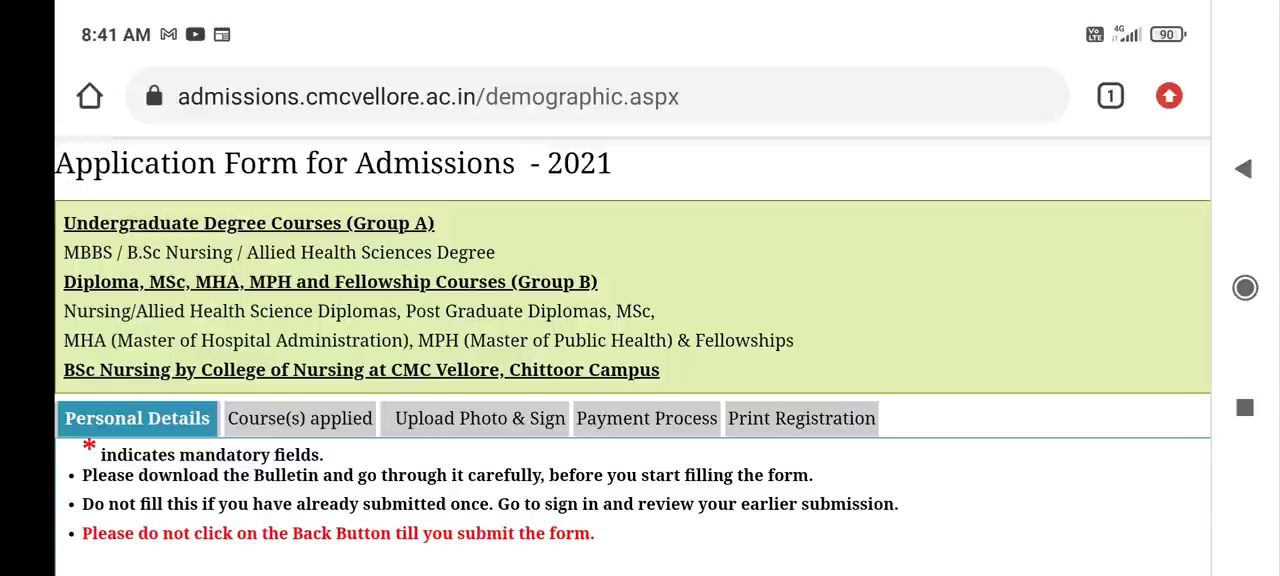 8:41 AM
Vo LTE 4G 90
admissions.cmcvellore.ac.in/demographic.aspx
1
Application Form for Admissions - 2021
Undergraduate Degree Courses (Group A)
MBBS / B.Sc Nursing / Allied Health Sciences Degree
Diploma, MSc, MHA, MPH and Fellowship Courses (Group B)
Nursing/Allied Health Science Diplomas, Post Graduate Diplomas, MSc,
MHA (Master of Hospital Administration), MPH (Master of Public Health) & Fellowships
BSc Nursing by College of Nursing at CMC Vellore, Chittoor Campus
Personal Details Course(s) applied Upload Photo & Sign Payment Process Print Registration
* indicates mandatory fields.
• Please download the Bulletin and go through it carefully, before you start filling the form.
• Do not fill this if you have already submitted once. Go to sign in and review your earlier submission.
• Please do not click on the Back Button till you submit the form.